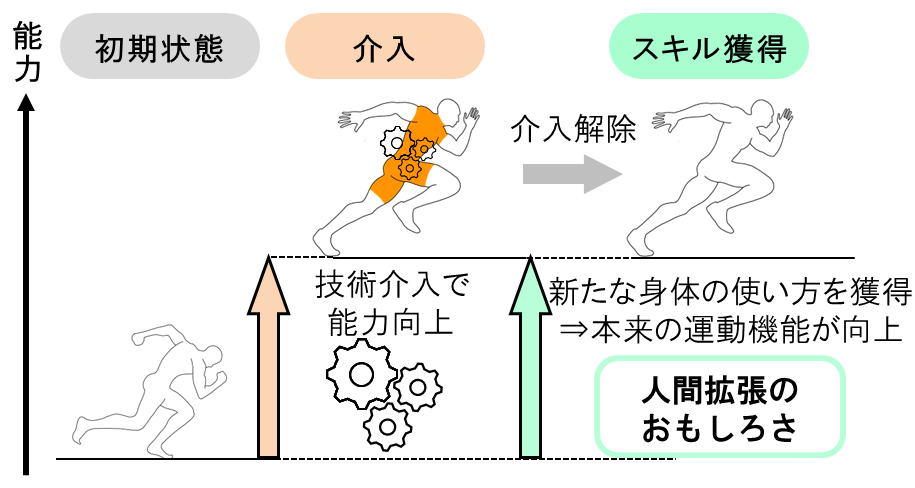 能力
初期状態
介入
スキル獲得
介入解除
技術介入で
能力向上
新たな身体の使い方を獲得
⇒本来の運動機能が向上
人間拡張の
おもしろさ